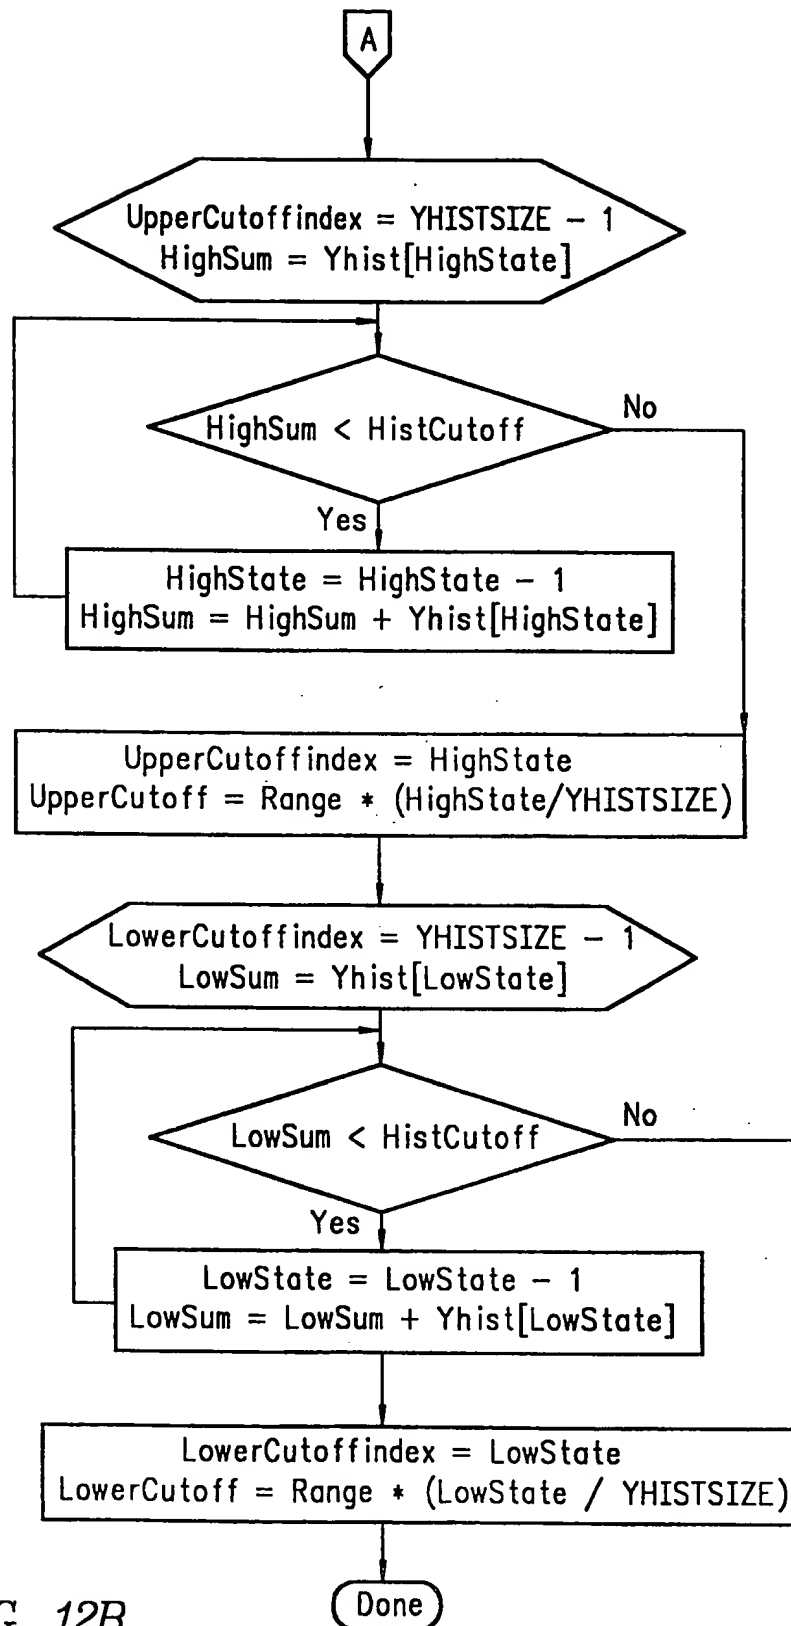 A
UpperCutoffindex = YHISTSIZE - 1
HighSum = Yhist[HighState]
HighSum < HistCutoff
No
Yes
HighState = HighState - 1
HighSum = HighSum + Yhist[HighState]
UpperCutoffindex = HighState
UpperCutoff = Range * (HighState/YHISTSIZE)
LowerCutoffindex = YHISTSIZE - 1
LowSum = Yhist[LowState]
LowSum < HistCutoff
No
Yes
LowState = LowState - 1
LowSum = LowSum + Yhist[LowState]
LowerCutoffindex = LowState
LowerCutoff = Range * (LowState / YHISTSIZE)
Done
G. 12B